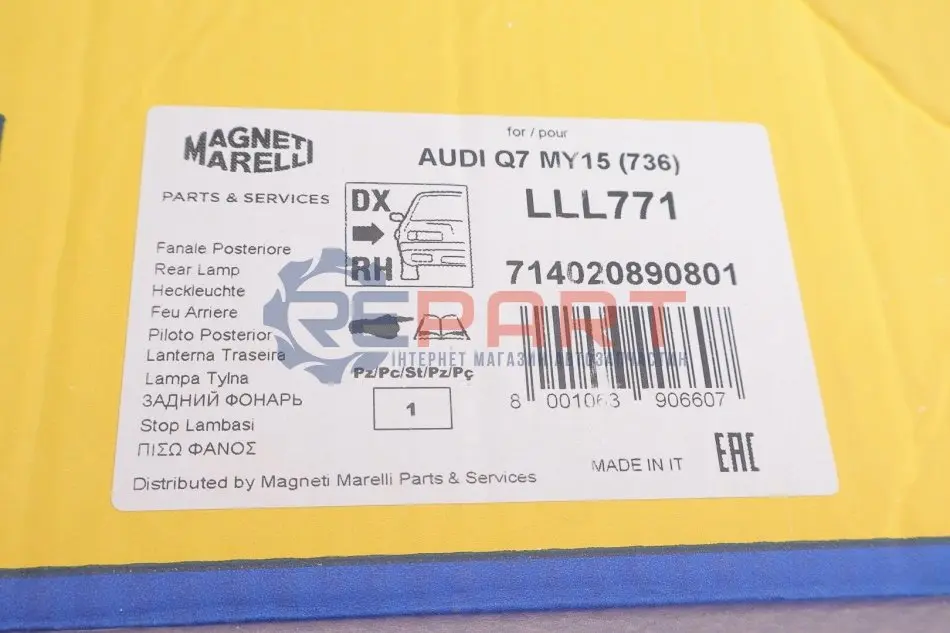 MAGNETI
MARELLI
PARTS & SERVICES
for / pour
AUDI Q7 MY15 (736)
LLL771
DX
RH
714020890801
Fanale Posteriore
Rear Lamp
Heckleuchte
Feu Arriere
Piloto Posterior
Lanterna Traseira
Lampa Tylna
ЗАДНИЙ ФОНАРЬ
Stop Lambasi
ΠΙΣΩ ΦΑΝΟΣ
REPART
ІНТЕРНЕТ МАГАЗИН АВТОЗАПЧАСТИН
Pz/Pc/St/Pz/Pç
1
8 001063 906607
MADE IN IT
EAC
Distributed by Magneti Marelli Parts & Services